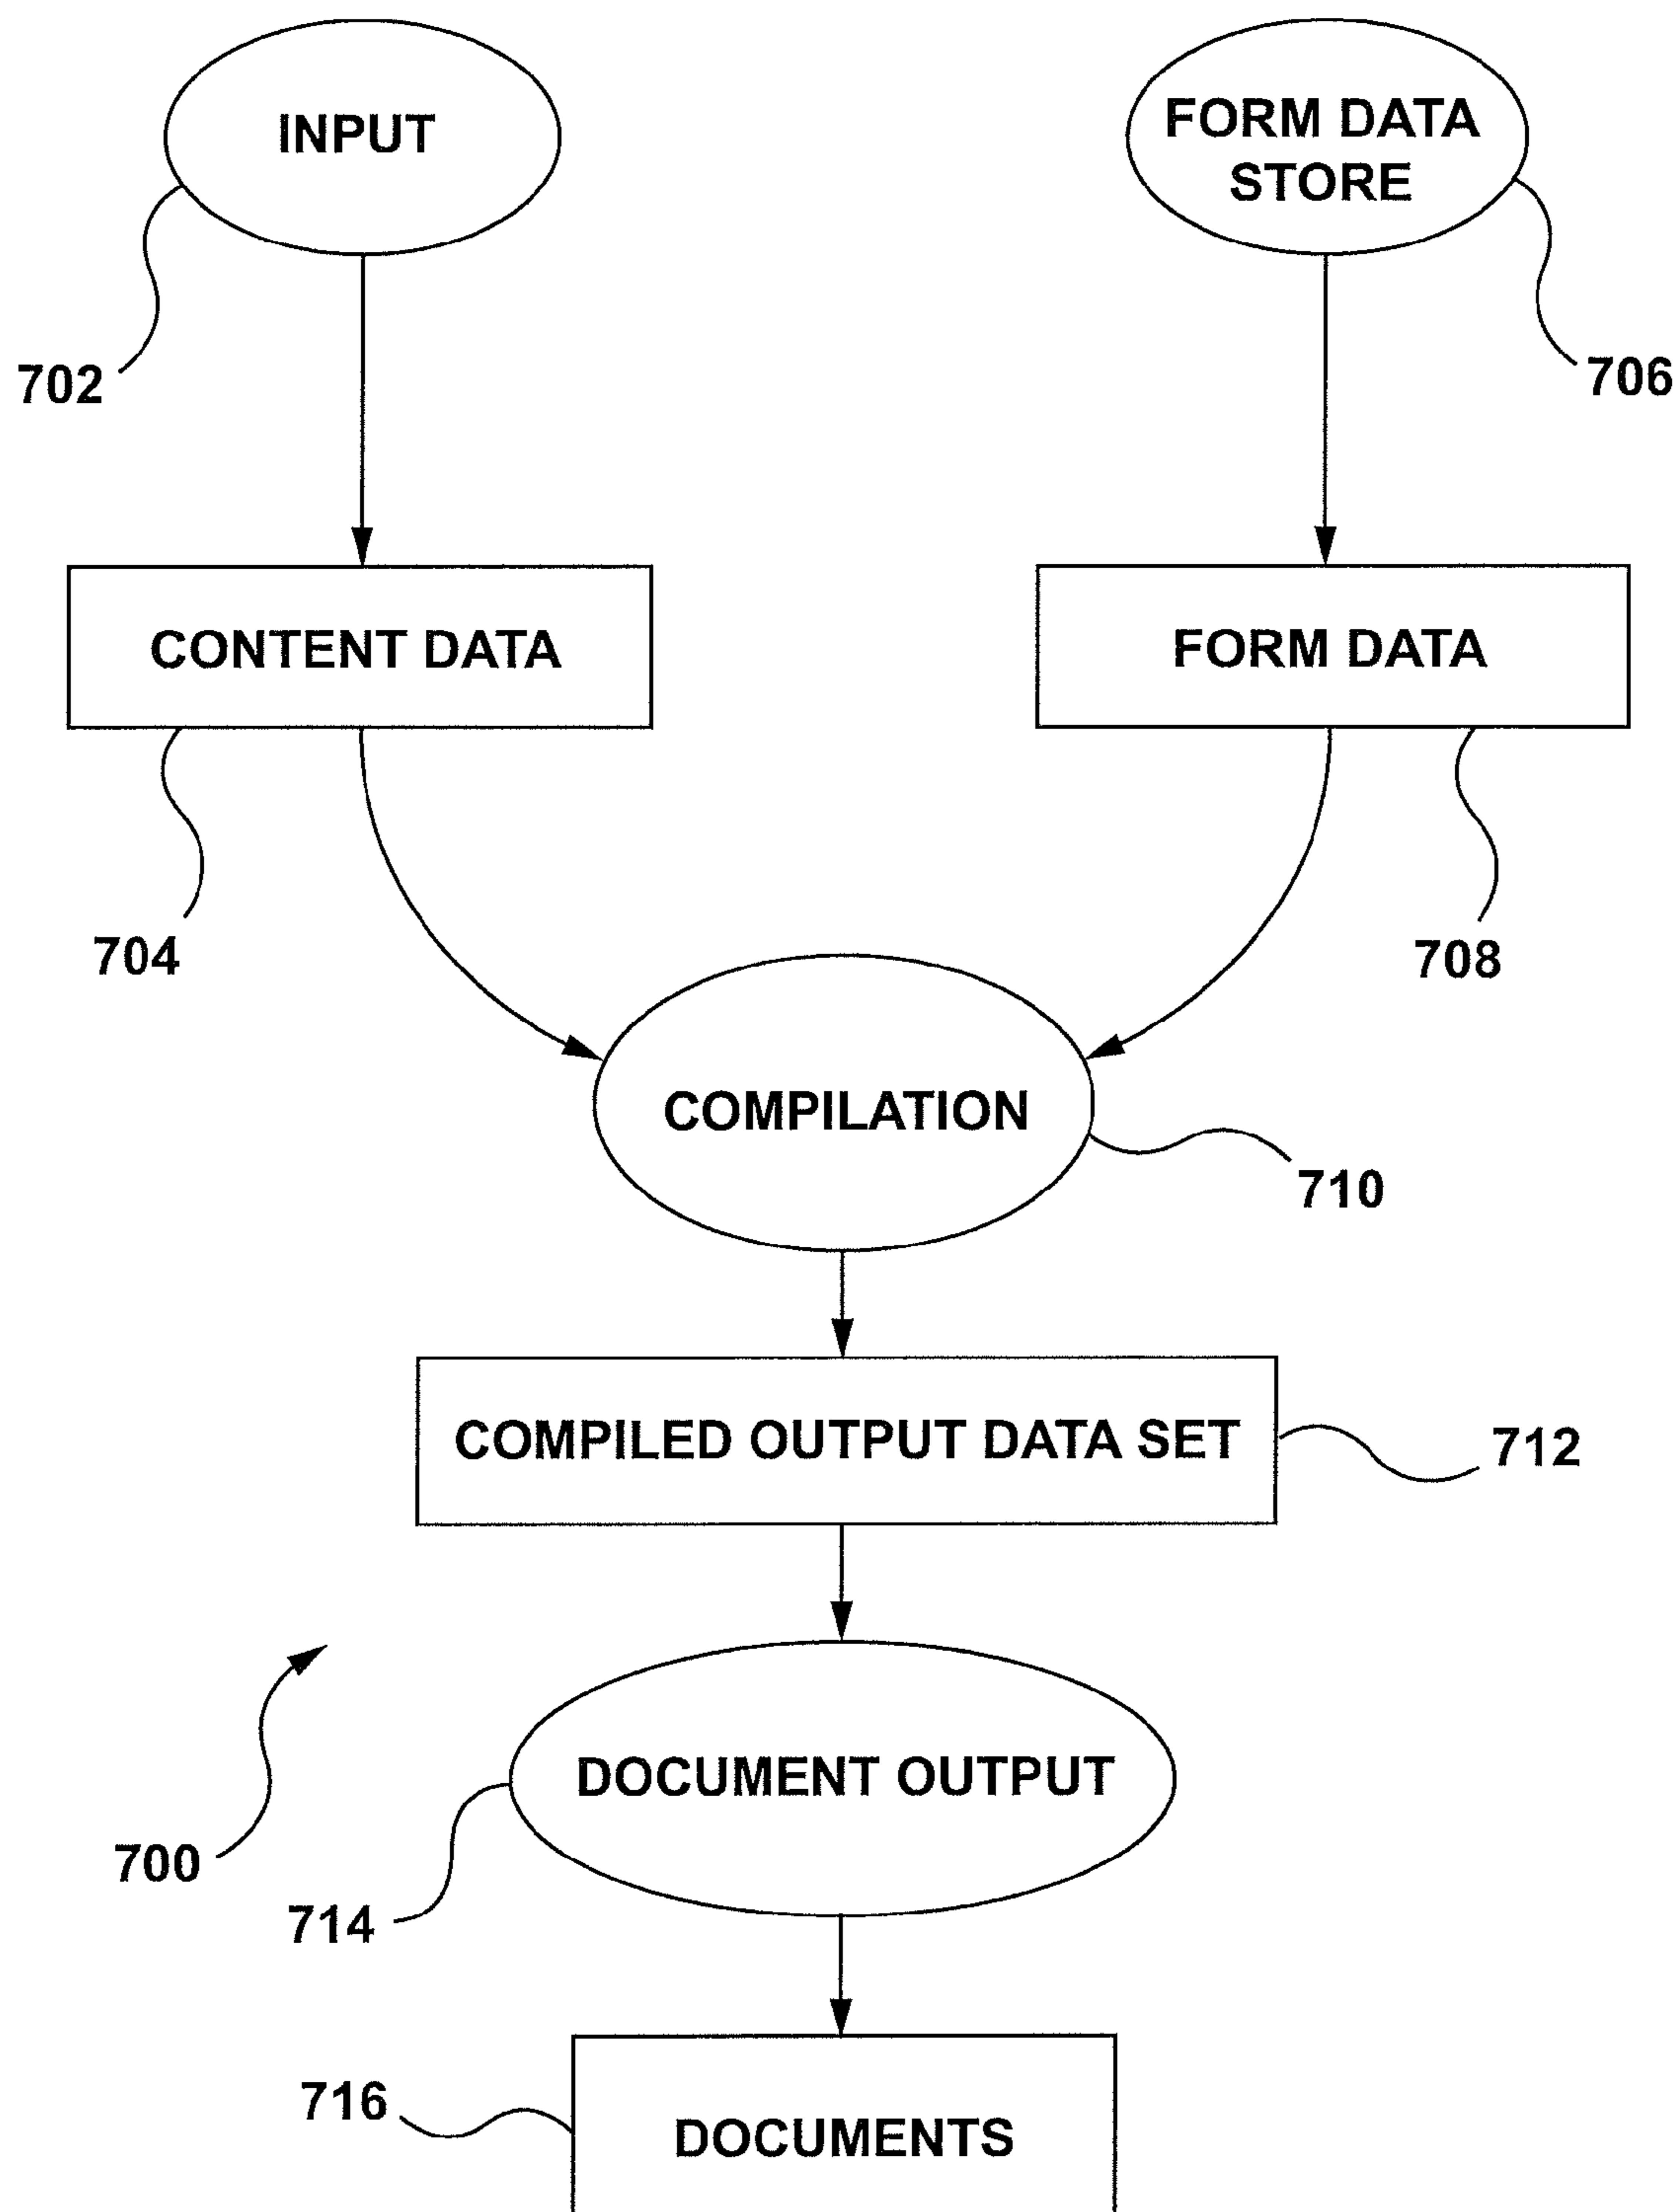 INPUT
FORM DATA
STORE
702
706
CONTENT DATA
FORM DATA
704
708
COMPILATION
710
COMPILED OUTPUT DATA SET
712
DOCUMENT OUTPUT
700
714
716
DOCUMENTS